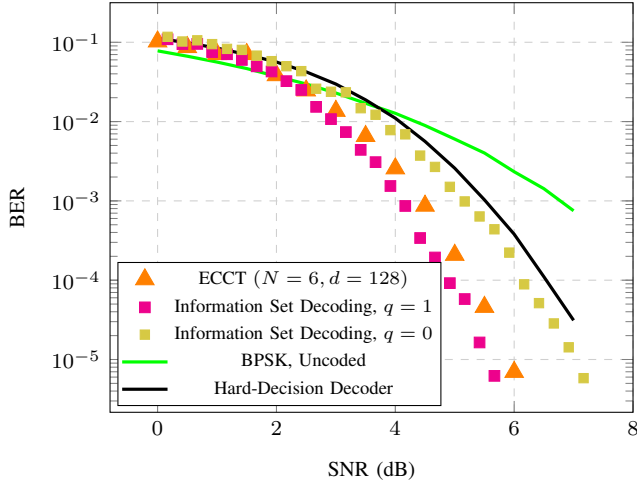 10⁻¹
10⁻²
10⁻³
10⁻⁴
10⁻⁵
BER
ECCT (N = 6, d = 128)
Information Set Decoding, q = 1
Information Set Decoding, q = 0
BPSK, Uncoded
Hard-Decision Decoder
0 2 4 6 8
SNR (dB)